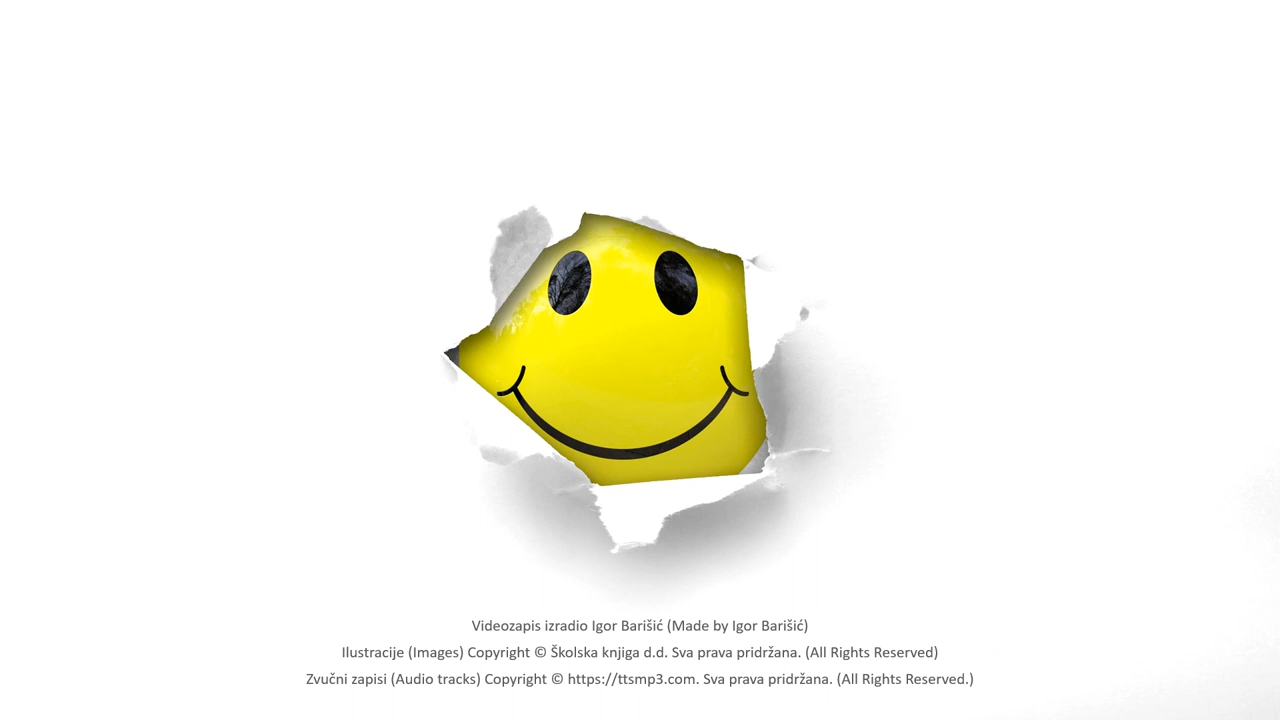 Videozapis izradio Igor Barišić (Made by Igor Barišić)
Ilustracije (Images) Copyright © Školska knjiga d.d. Sva prava pridržana. (All Rights Reserved)
Zvučni zapisi (Audio tracks) Copyright © https://ttsmp3.com. Sva prava pridržana. (All Rights Reserved.)